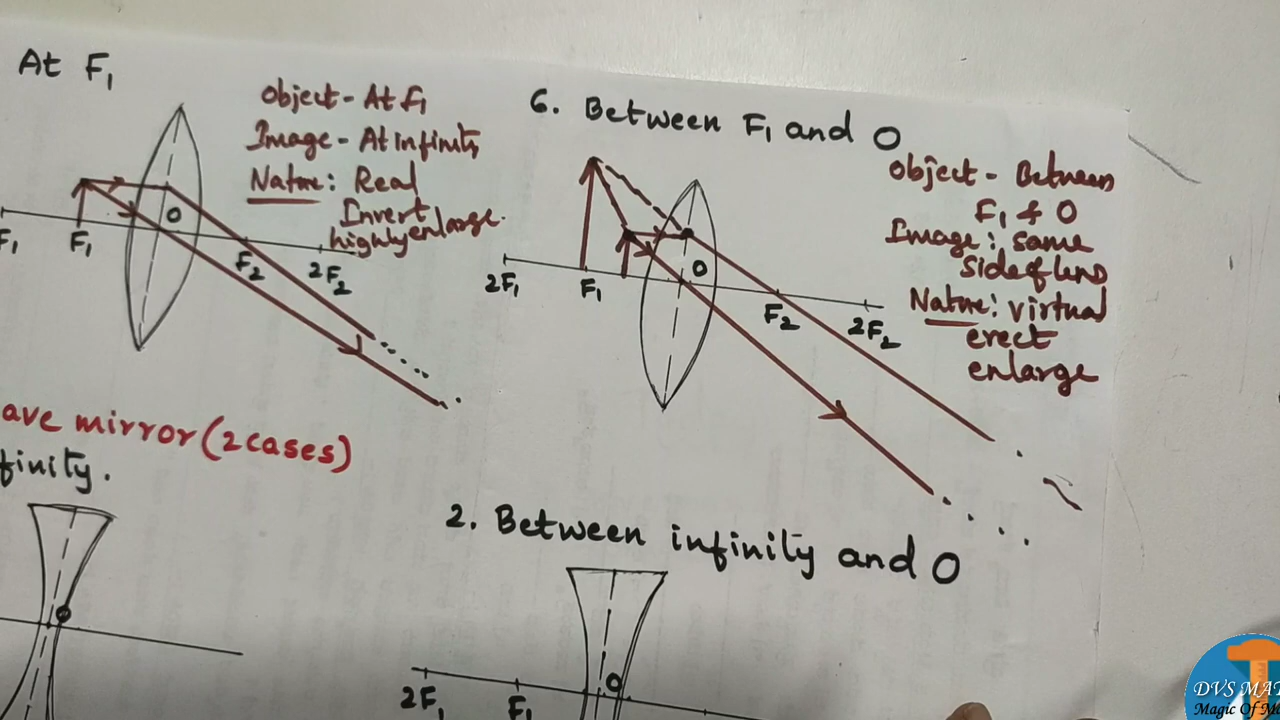 At F₁
Object - At F₁
Image - At infinity
Nature: Real
Invert
highly enlarge.
O
F₁
F₁
F₂
2F₂
6. Between F₁ and O
Object - Between
F₁ & O
Image: same
side of lens
Nature: virtual
erect
enlarge
O
2F₁
F₁
F₂
2F₂
ave mirror (2 cases)
finity.
2. Between infinity and O
O
2F₁
F₁
DVS MA
Magic Of Ma